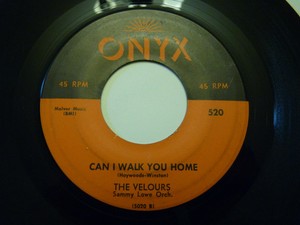 ONYX
45 RPM
45 RPM
Melsar Music
(BMI)
520
CAN I WALK YOU HOME
(Haywoode-Winston)
THE VELOURS
Sammy Lowe Orch.